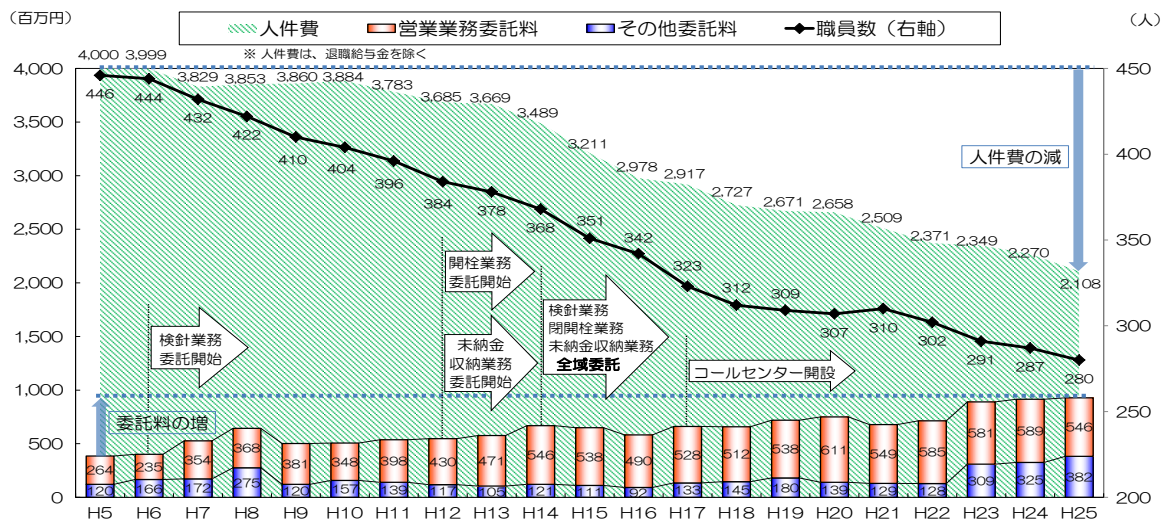 （百万円）
人件費 営業業務委託料 その他委託料 職員数（右軸）
（人）
※ 人件費は、退職給与金を除く
4,000 3,999 3,829 3,853 3,860 3,884 3,783 3,685 3,669 3,489 3,211 2,978 2,917 2,727 2,671 2,658 2,509 2,371 2,349 2,270 2,108
446 444 432 422 410 404 396 384 378 368 351 342 323 312 309 307 310 302 291 287 280
4,000
3,500
3,000
2,500
2,000
1,500
1,000
500
0
450
400
350
300
250
200
人件費の減
検針業務
委託開始
開栓業務
委託開始
未納金
収納業務
委託開始
検針業務
閉開栓業務
未納金収納業務
全域委託
コールセンター開設
委託料の増
264 235 354 368 381 348 398 430 471 546 538 490 528 512 538 611 549 585 581 589 546
120 166 172 275 120 157 139 117 105 121 111 92 133 145 180 139 129 128 309 325 382
H5 H6 H7 H8 H9 H10 H11 H12 H13 H14 H15 H16 H17 H18 H19 H20 H21 H22 H23 H24 H25